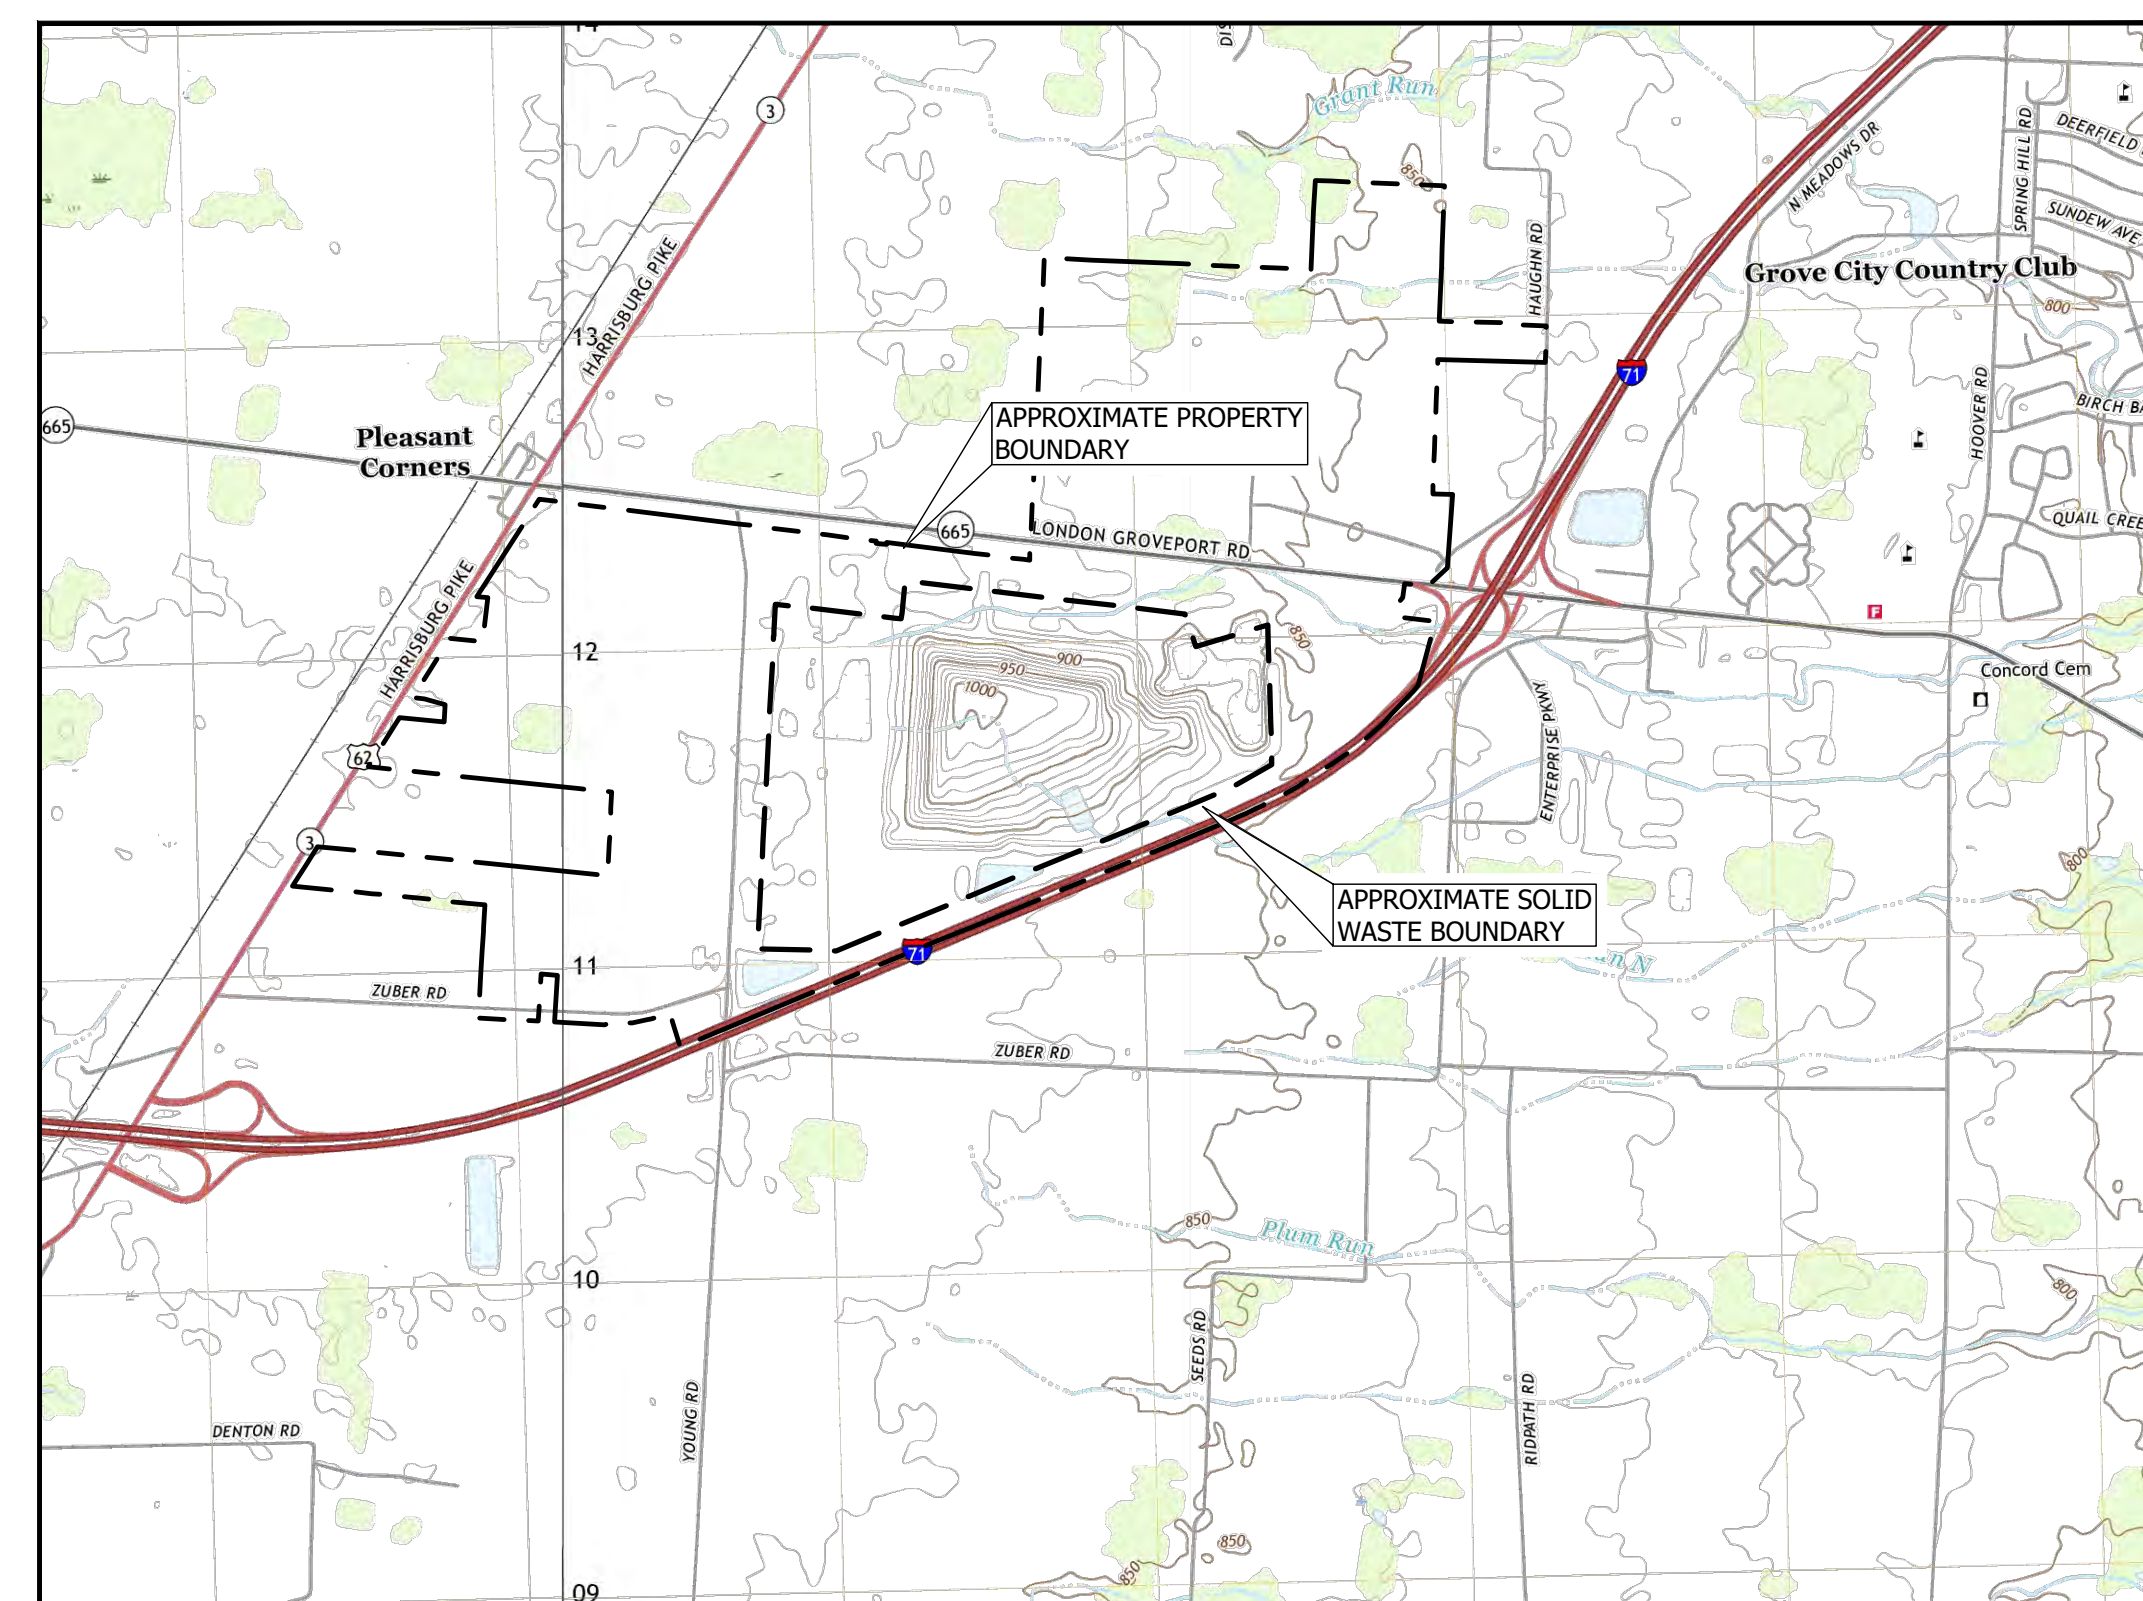 14
DIS
Grant Run
3
850
N MEADOWS DR
SPRING HILL RD
DEERFIELD
SUNDEW AVE
HARRISBURG PIKE
HAUGHN RD
Grove City Country Club
800
13
71
HOOVER RD
BIRCH BA
665
Pleasant
Corners
APPROXIMATE PROPERTY
BOUNDARY
665
LONDON GROVEPORT RD
QUAIL CREE
F
HARRISBURG PIKE
12
850
900
950
1000
Concord Cem
ENTERPRISE PKWY
62
3
71
800
APPROXIMATE SOLID
WASTE BOUNDARY
11
ZUBER RD
ZUBER RD
850
Plum Run
10
800
SEEDS RD
YOUNG RD
RIDPATH RD
DENTON RD
850
850
09